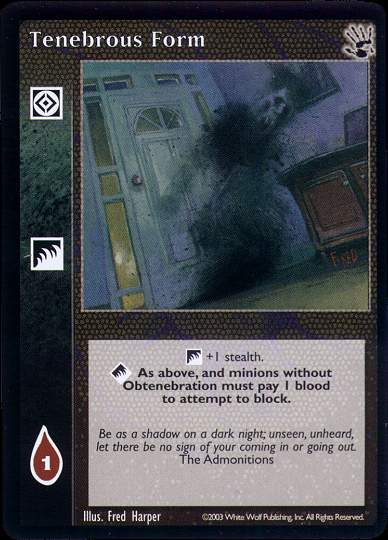 Tenebrous Form
FRED
+1 stealth.
As above, and minions without
Obtenebration must pay 1 blood
to attempt to block.
Be as a shadow on a dark night; unseen, unheard,
let there be no sign of your coming in or going out.
The Admonitions
1
Illus. Fred Harper
©2003 White Wolf Publishing, Inc. All Rights Reserved.